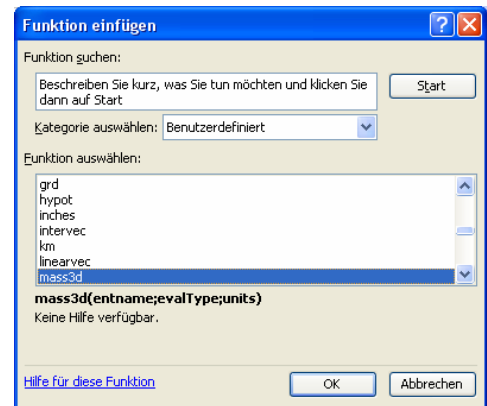 Funktion einfügen
Funktion suchen:
Beschreiben Sie kurz, was Sie tun möchten und klicken Sie
dann auf Start
Start
Kategorie auswählen: Benutzerdefiniert
Funktion auswählen:
grd
hypot
inches
intervec
km
linearvec
mass3d
mass3d(entname;evalType;units)
Keine Hilfe verfügbar.
Hilfe für diese Funktion
OK
Abbrechen